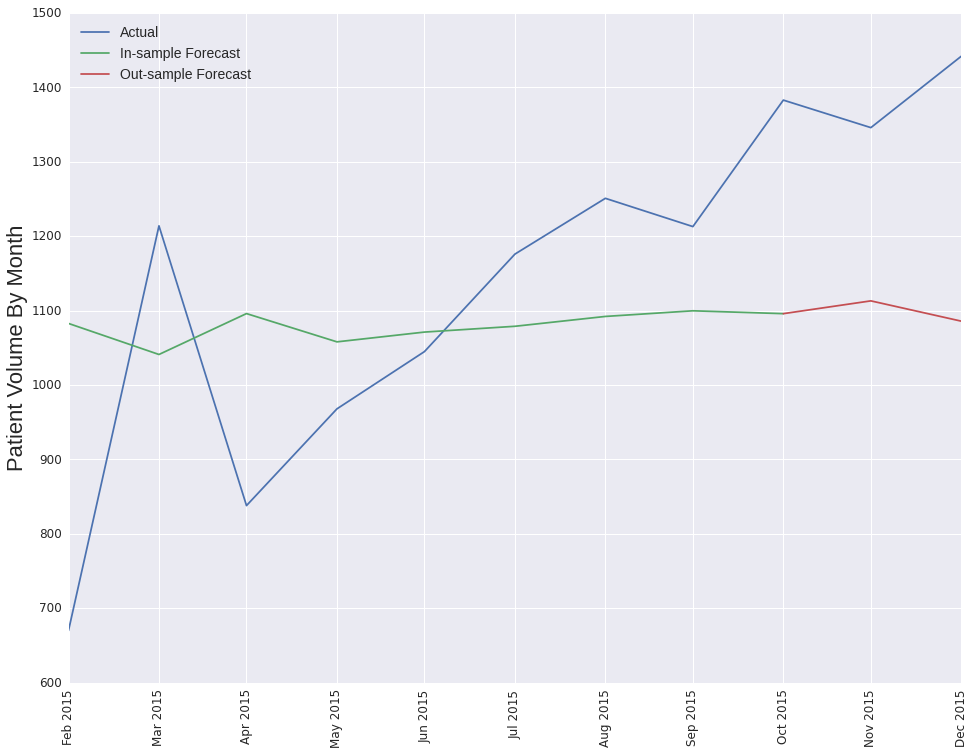 Actual
In-sample Forecast
Out-sample Forecast
Patient Volume By Month
1500
1400
1300
1200
1100
1000
900
800
700
600
Feb 2015
Mar 2015
Apr 2015
May 2015
Jun 2015
Jul 2015
Aug 2015
Sep 2015
Oct 2015
Nov 2015
Dec 2015